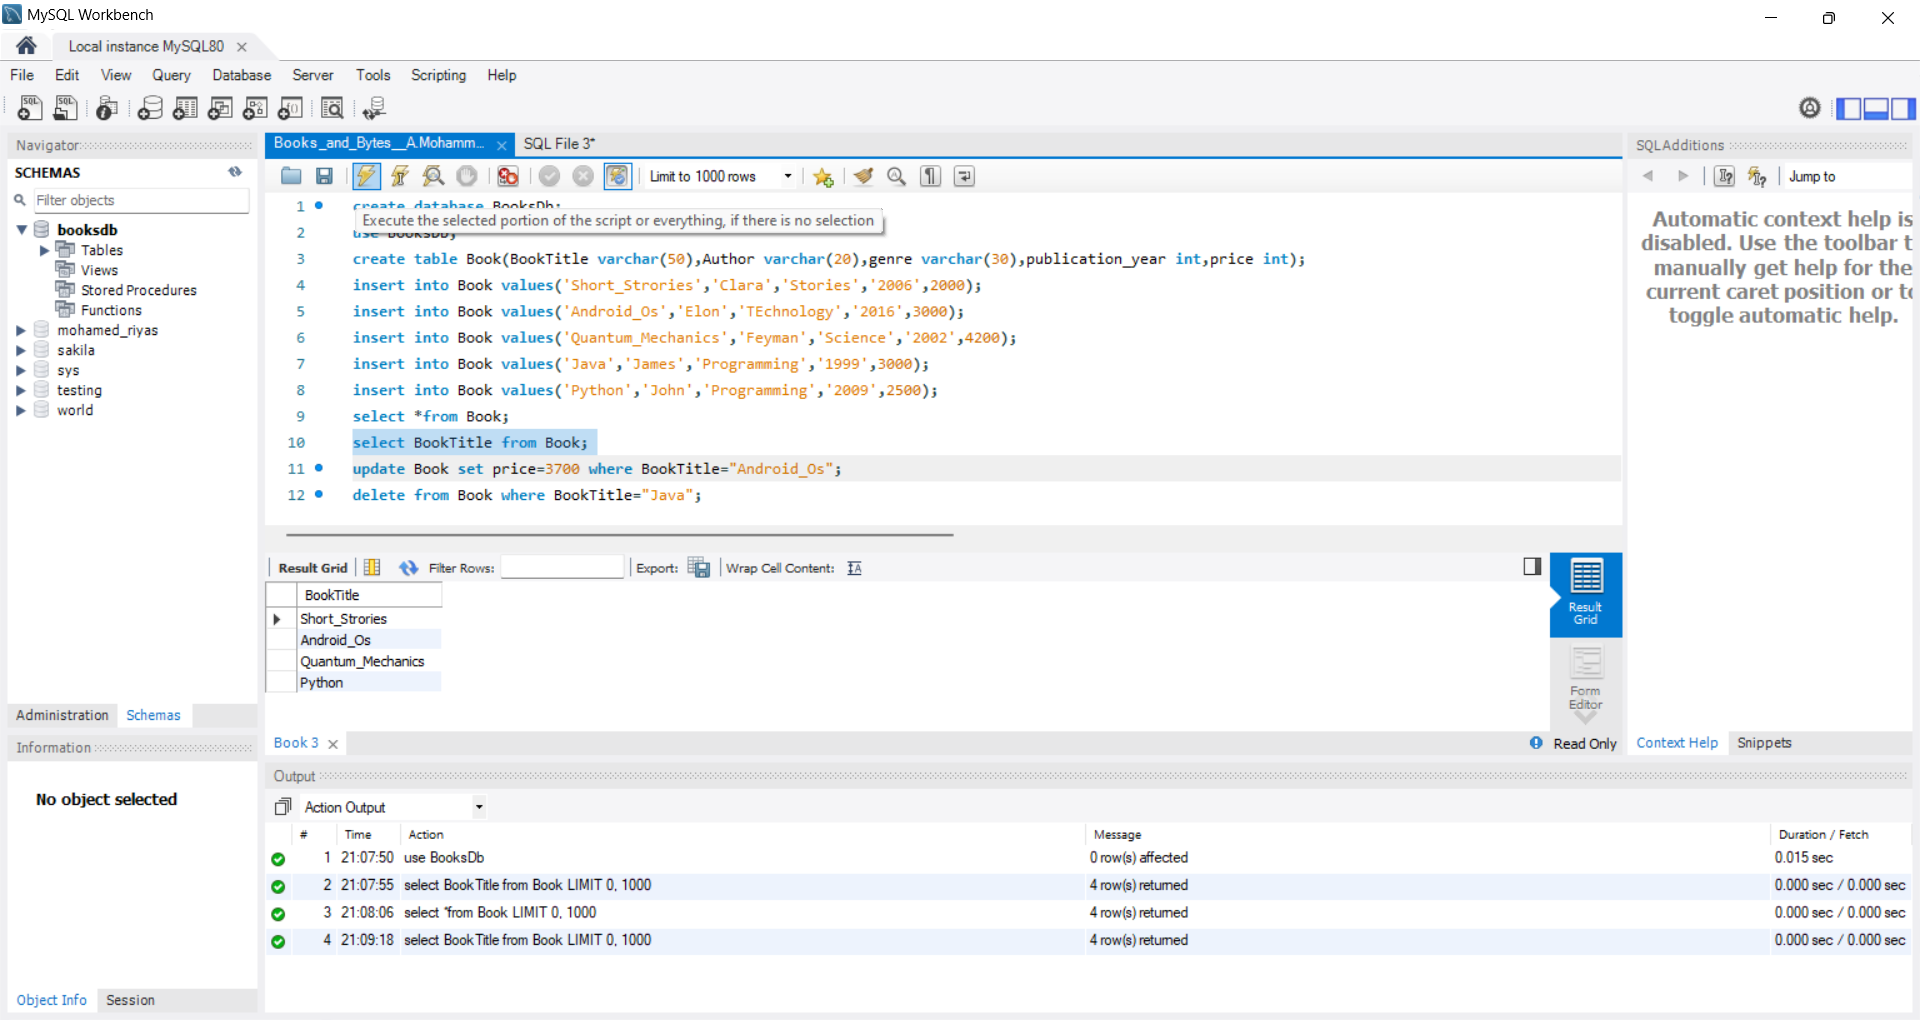 MySQL Workbench
Local instance MySQL80
File Edit View Query Database Server Tools Scripting Help
Navigator
SCHEMAS
Filter objects
booksdb
Tables
Views
Stored Procedures
Functions
mohamed_riyas
sakila
sys
testing
world
Administration Schemas
Information
No object selected
Object Info Session
Books_and_Bytes__A.Mohamm... SQL File 3*
Limit to 1000 rows
1 create database BooksDb;
Execute the selected portion of the script or everything, if there is no selection
2 use BooksDb;
3 create table Book(BookTitle varchar(50),Author varchar(20),genre varchar(30),publication_year int,price int);
4 insert into Book values('Short_Strories','Clara','Stories','2006',2000);
5 insert into Book values('Android_Os','Elon','TEchnology','2016',3000);
6 insert into Book values('Quantum_Mechanics','Feyman','Science','2002',4200);
7 insert into Book values('Java','James','Programming','1999',3000);
8 insert into Book values('Python','John','Programming','2009',2500);
9 select *from Book;
10 select BookTitle from Book;
11 update Book set price=3700 where BookTitle="Android_Os";
12 delete from Book where BookTitle="Java";
Result Grid Filter Rows: Export: Wrap Cell Content:
BookTitle
Short_Strories
Android_Os
Quantum_Mechanics
Python
Result
Grid
Form
Editor
Book 3 Read Only
SQLAdditions
Jump to
Automatic context help is
disabled. Use the toolbar t
manually get help for the
current caret position or to
toggle automatic help.
Context Help Snippets
Output
Action Output
# Time Action Message Duration / Fetch
1 21:07:50 use BooksDb 0 row(s) affected 0.015 sec
2 21:07:55 select BookTitle from Book LIMIT 0, 1000 4 row(s) returned 0.000 sec / 0.000 sec
3 21:08:06 select *from Book LIMIT 0, 1000 4 row(s) returned 0.000 sec / 0.000 sec
4 21:09:18 select BookTitle from Book LIMIT 0, 1000 4 row(s) returned 0.000 sec / 0.000 sec